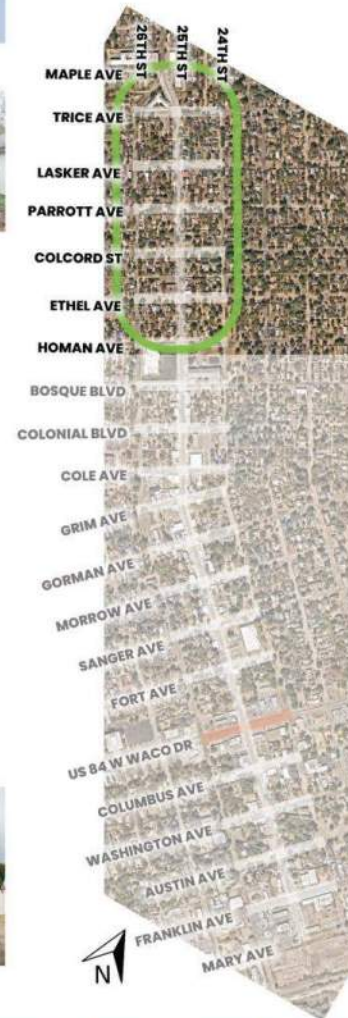 26TH ST
25TH ST
24TH ST
MAPLE AVE
TRICE AVE
LASKER AVE
PARROTT AVE
COLCORD ST
ETHEL AVE
HOMAN AVE
BOSQUE BLVD
COLONIAL BLVD
COLE AVE
GRIM AVE
GORMAN AVE
MORROW AVE
SANGER AVE
FORT AVE
US 84 W WACO DR
COLUMBUS AVE
WASHINGTON AVE
AUSTIN AVE
FRANKLIN AVE
MARY AVE
N